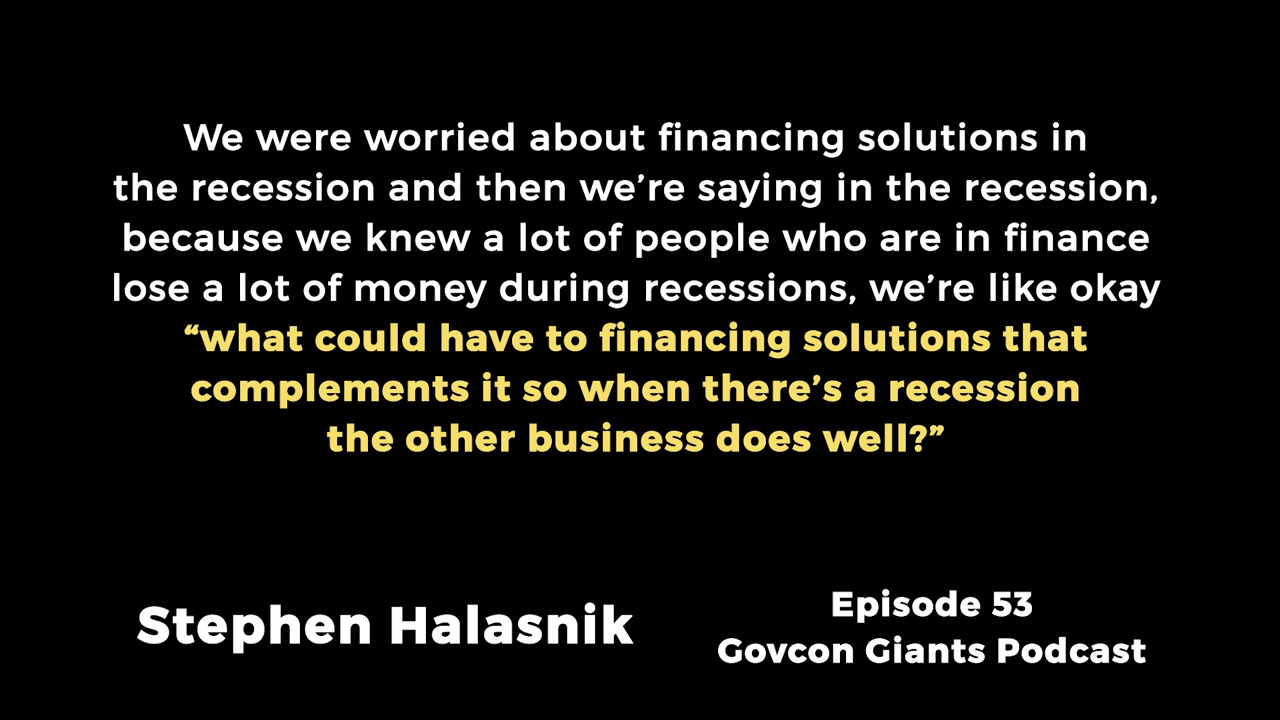 We were worried about financing solutions in
the recession and then we’re saying in the recession,
because we knew a lot of people who are in finance
lose a lot of money during recessions, we’re like okay
“what could have to financing solutions that
complements it so when there’s a recession
the other business does well?”
Stephen Halasnik
Episode 53
Govcon Giants Podcast